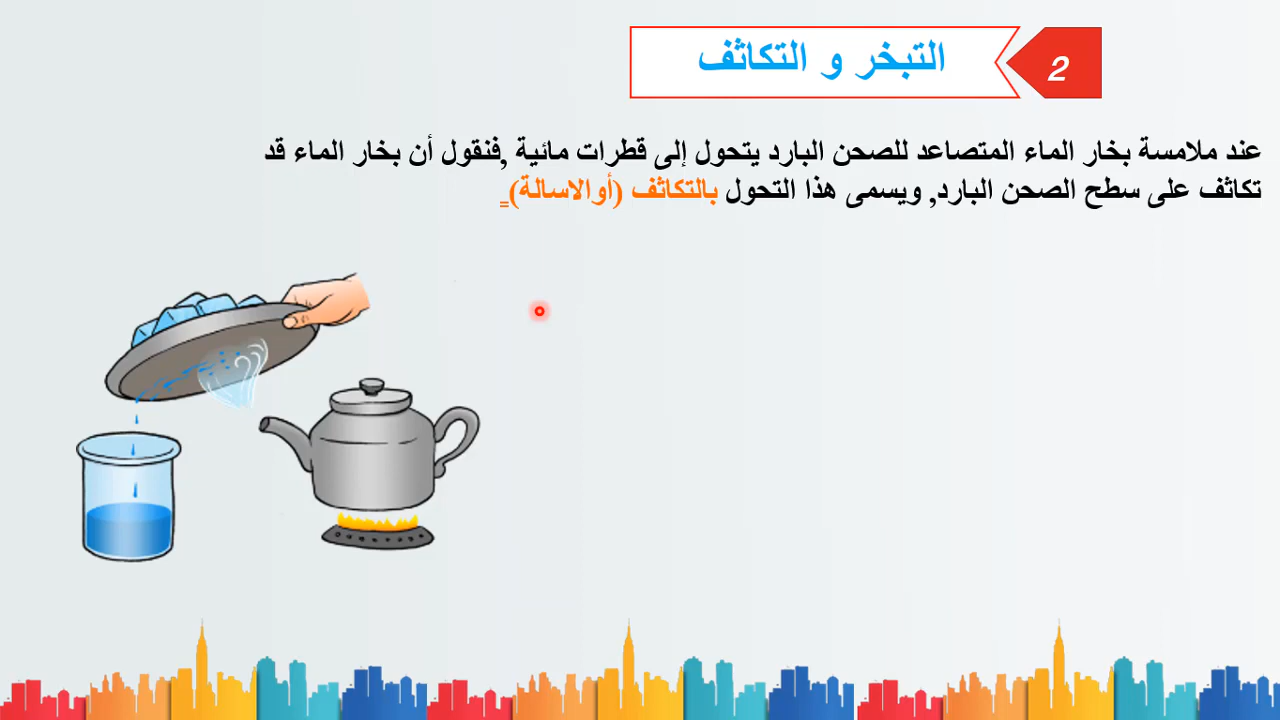 2
التبخر و التكاثف
عند ملامسة بخار الماء المتصاعد للصحن البارد يتحول إلى قطرات مائية ,فنقول أن بخار الماء قد
تكاثف على سطح الصحن البارد, ويسمى هذا التحول بالتكاثف (أوالاسالة)_